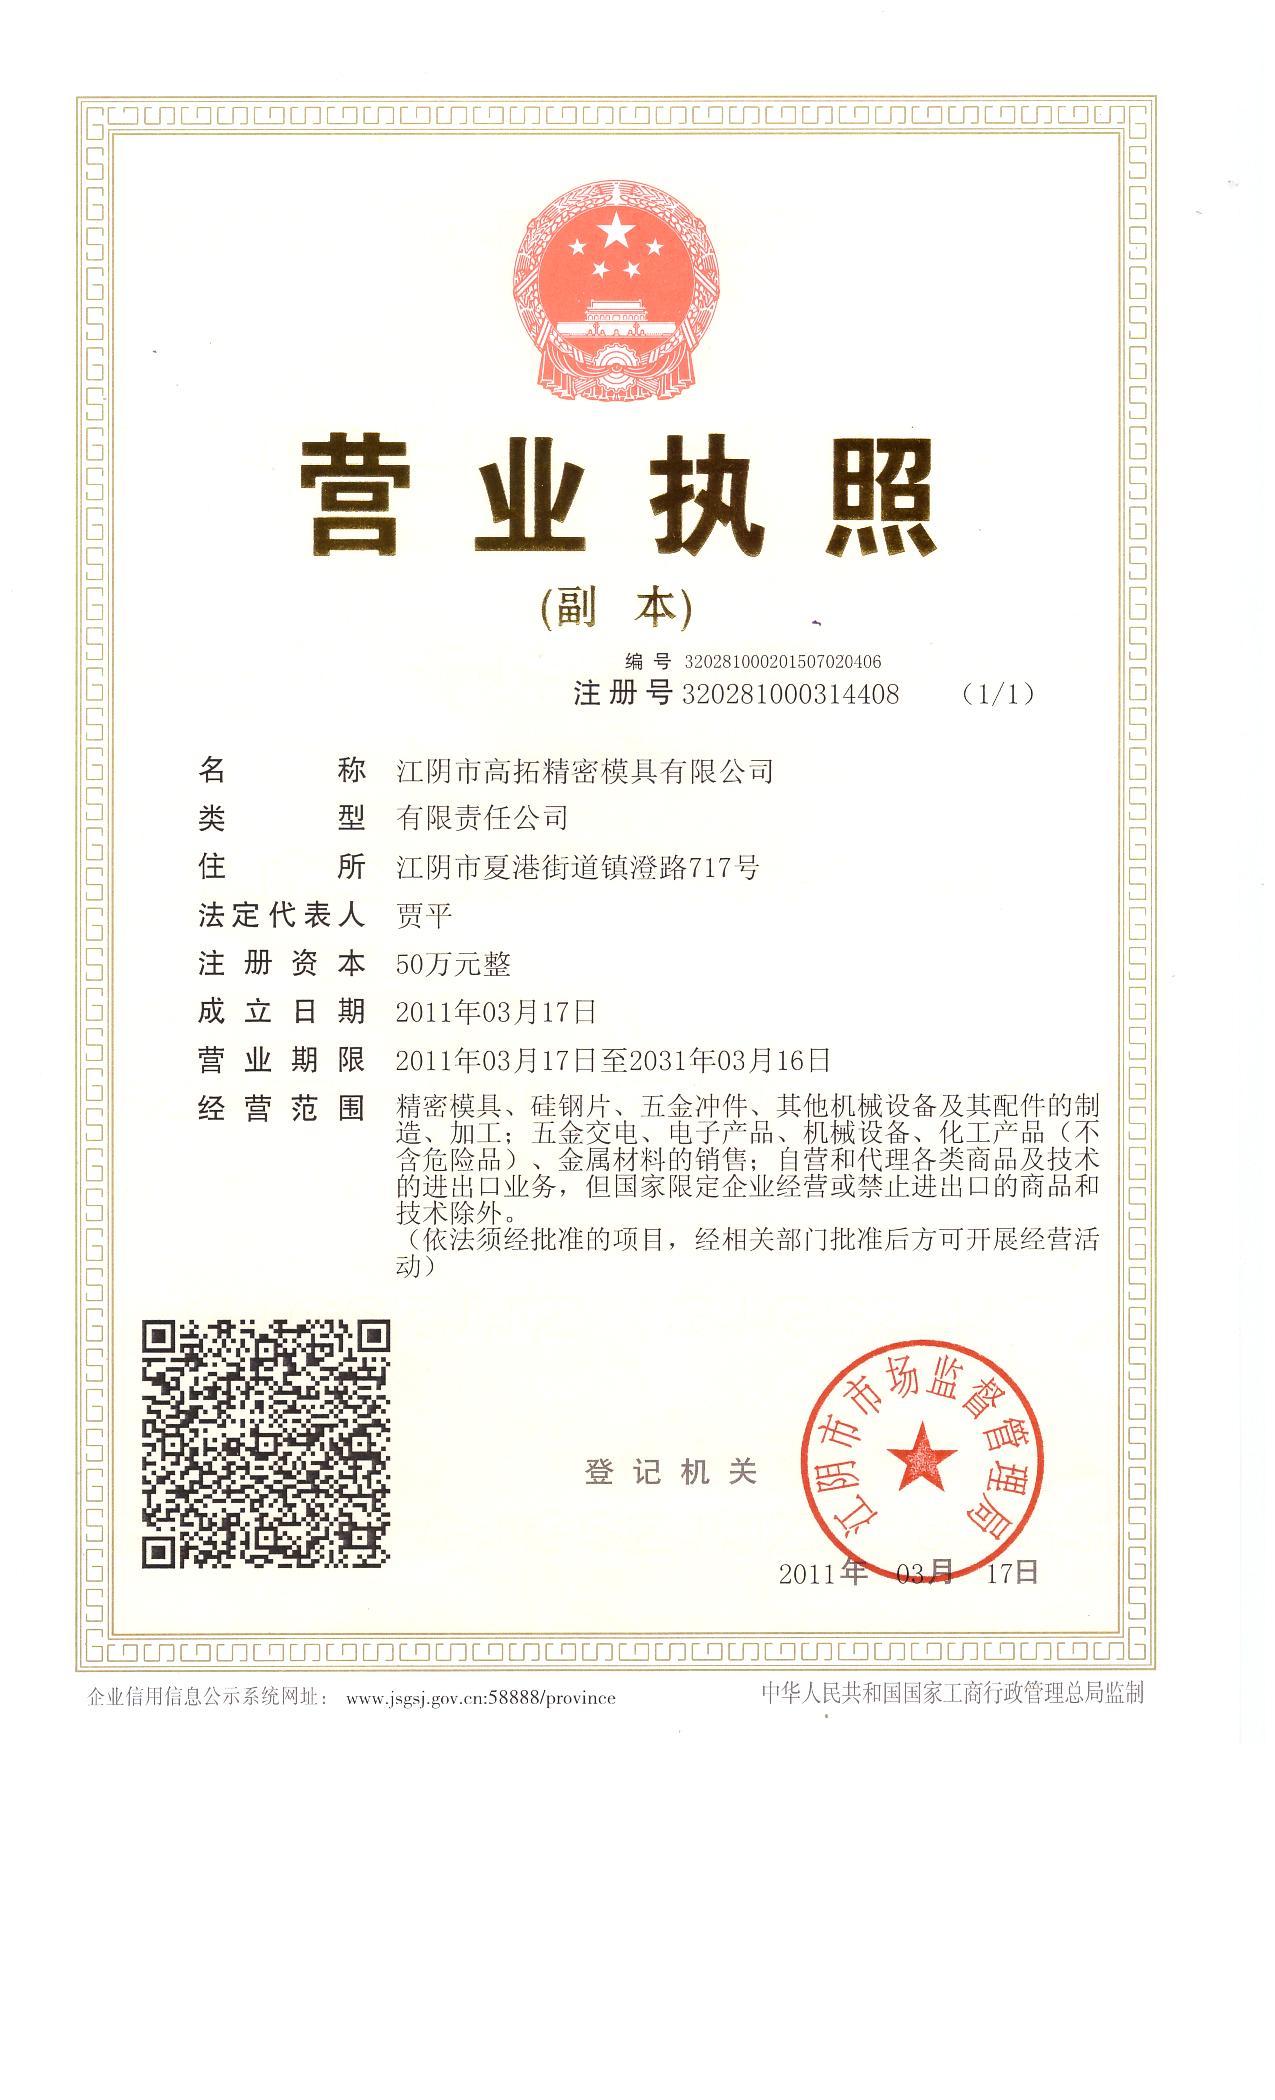 营业执照
(副 本)
编 号 320281000201507020406
注 册 号 320281000314408 （1/1）
名 称 江阴市高拓精密模具有限公司
类 型 有限责任公司
住 所 江阴市夏港街道镇澄路717号
法定代表人 贾平
注 册 资 本 50万元整
成 立 日 期 2011年03月17日
营 业 期 限 2011年03月17日至2031年03月16日
经 营 范 围 精密模具、硅钢片、五金冲件、其他机械设备及其配件的制
造、加工；五金交电、电子产品、机械设备、化工产品（不
含危险品）、金属材料的销售；自营和代理各类商品及技术
的进出口业务，但国家限定企业经营或禁止进出口的商品和
技术除外。
（依法须经批准的项目，经相关部门批准后方可开展经营活
动）
江阴市市场监督管理局
登 记 机 关
2011年 03月 17日
企业信用信息公示系统网址： www.jsgsj.gov.cn:58888/province
中华人民共和国国家工商行政管理总局监制